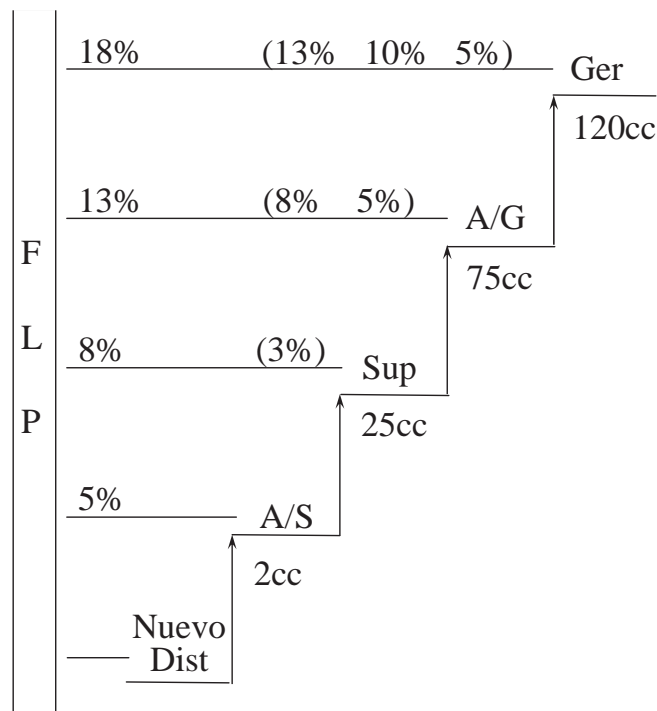 18% (13% 10% 5%) Ger
120cc
13% (8% 5%) A/G
F
75cc
L
8% (3%) Sup
P
25cc
5% A/S
2cc
Nuevo
Dist